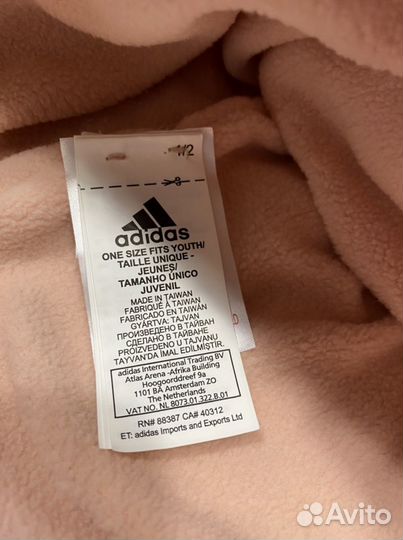 1/2
adidas
ONE SIZE FITS YOUTH/
TAILLE UNIQUE -
JEUNES/
TAMANHO ÚNICO
JUVENIL
MADE IN TAIWAN
FABRIQUÉ À TAIWAN
FABRICADO EN TAIWÁN
GYÁRTVA: TAJVAN
ПРОИЗВЕДЕНО В ТАЙВАН
СДЕЛАНО В ТАЙВАНЕ
PROIZVEDENO U TAJVANU
TAYVAN'DA İMAL EDİLMİŞTİR.
adidas International Trading BV
Atlas Arena -Afrika Building
Hoogoorddreef 9a
1101 BA Amsterdam ZO
The Netherlands
VAT NO. NL 8073.01.322.B.01
RN# 88387 CA# 40312
ET: adidas Imports and Exports Ltd
Avito